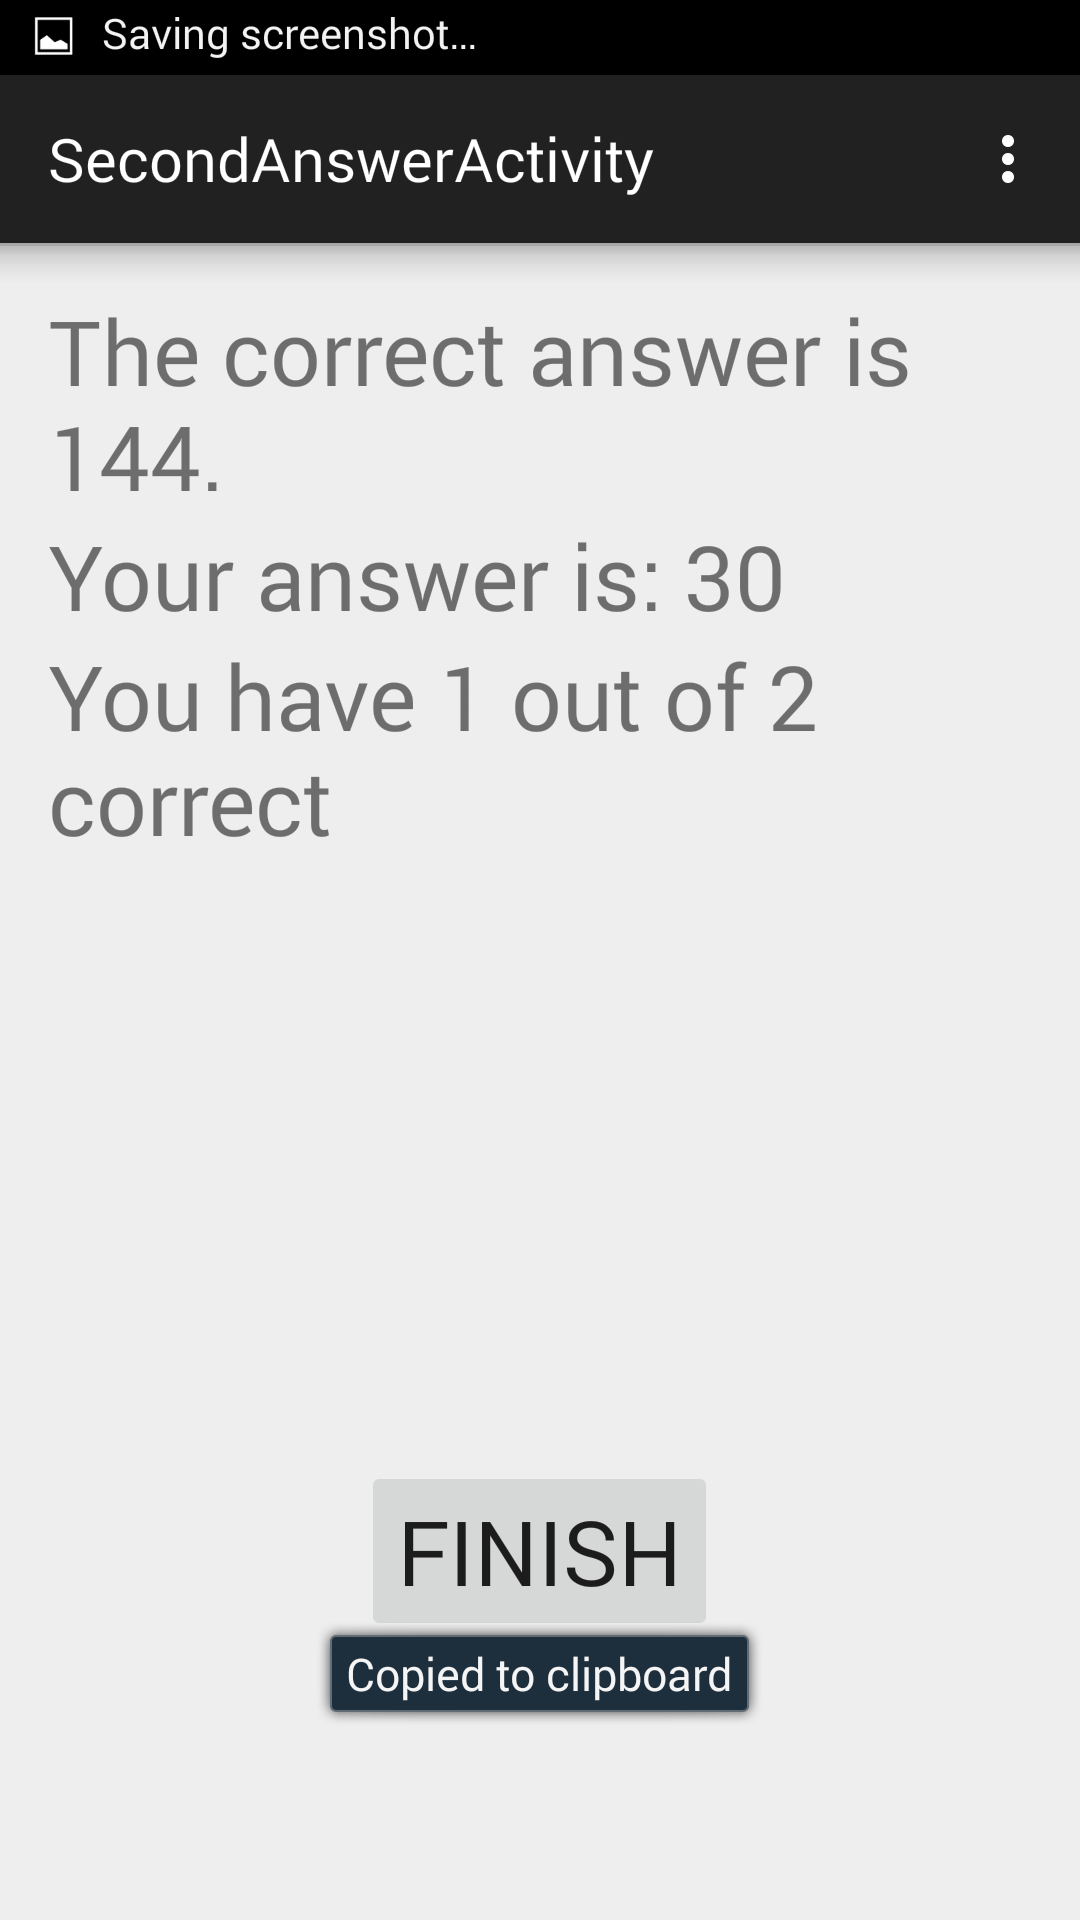 Saving screenshot...
SecondAnswerActivity
The correct answer is
144.
Your answer is: 30
You have 1 out of 2
correct
FINISH
Copied to clipboard